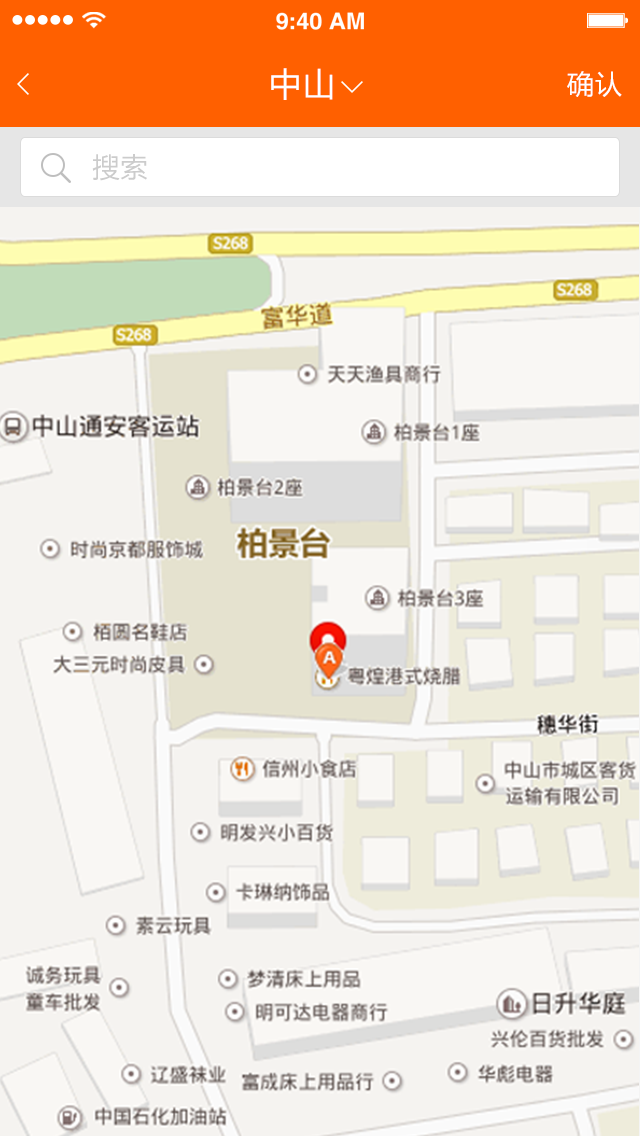 9:40 AM
中山
确认
搜索
S268
S268
富华道
S268
天天渔具商行
中山通安客运站
柏景台1座
柏景台2座
柏景台
时尚京都服饰城
柏景台3座
栢圆名鞋店
大三元时尚皮具
A
粤煌港式烧腊
穗华街
信州小食店
中山市城区客货
运输有限公司
明发兴小百货
卡琳纳饰品
素云玩具
诚务玩具
童车批发
梦清床上用品
日升华庭
明可达电器商行
兴伦百货批发
辽盛袜业
富成床上用品行
华彪电器
中国石化加油站